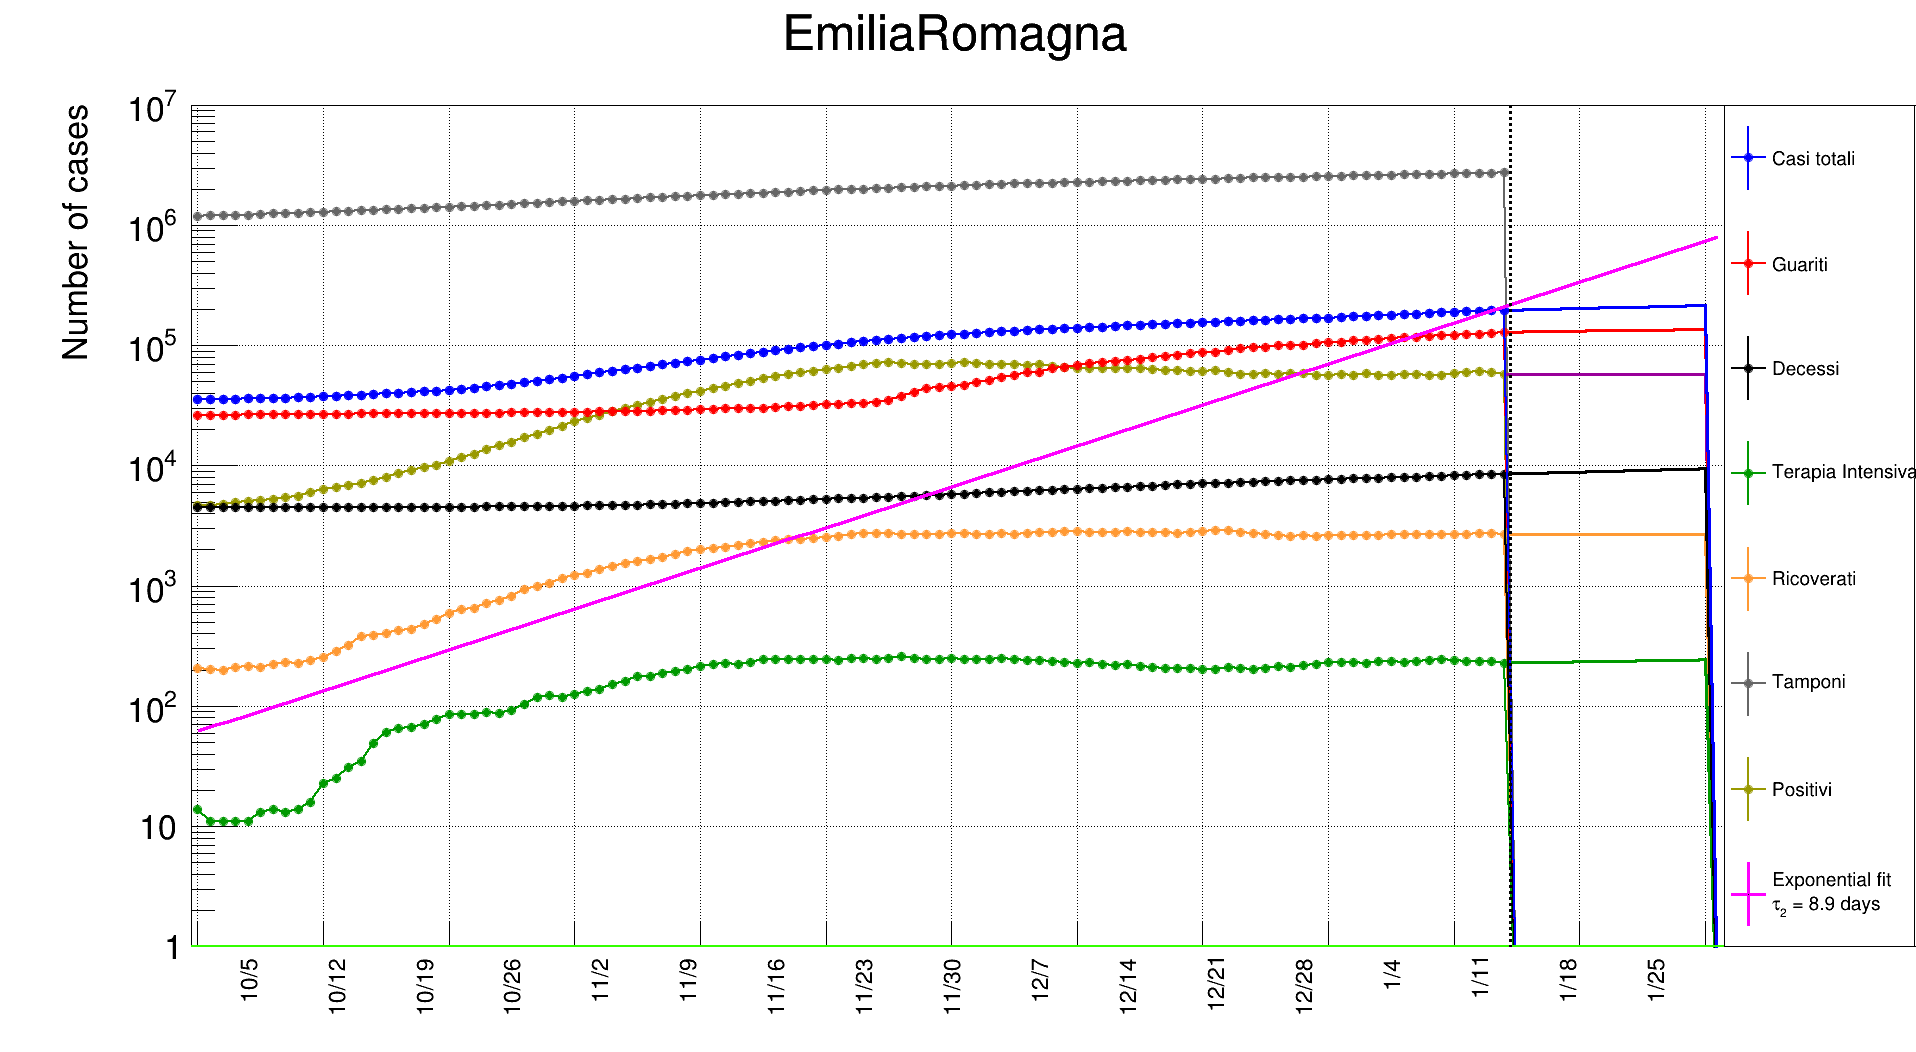 EmiliaRomagna
Number of cases
10^7
10^6
10^5
10^4
10^3
10^2
10
1
10/5 10/12 10/19 10/26 11/2 11/9 11/16 11/23 11/30 12/7 12/14 12/21 12/28 1/4 1/11 1/18 1/25
Casi totali
Guariti
Decessi
Terapia Intensiva
Ricoverati
Tamponi
Positivi
Exponential fit
τ_2 = 8.9 days